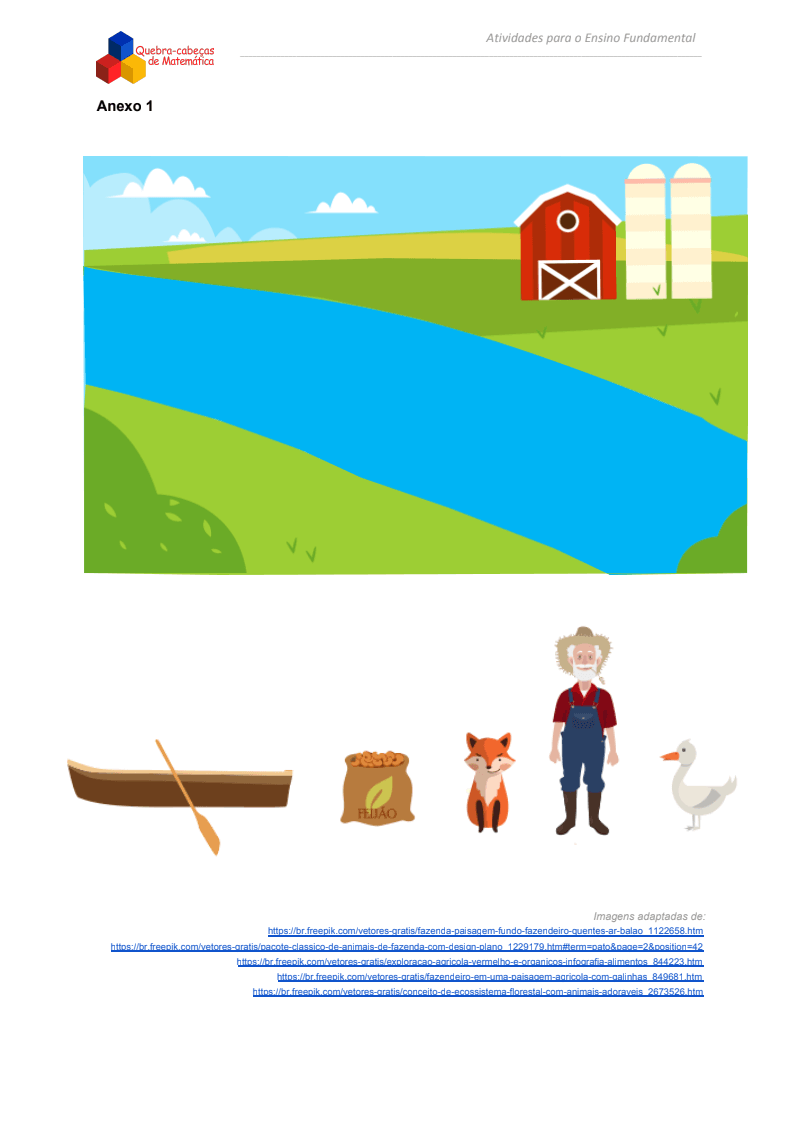 Quebra-cabeças
de Matemática
Atividades para o Ensino Fundamental
Anexo 1
FEIJÃO
Imagens adaptadas de:
https://br.freepik.com/vetores-gratis/fazenda-paisagem-fundo-fazendeiro-quentes-ar-balao_1122658.htm
https://br.freepik.com/vetores-gratis/pacote-classico-de-animais-de-fazenda-com-design-plano_1229179.htm#term=pato&page=2&position=42
https://br.freepik.com/vetores-gratis/exploracao-agricola-vermelho-e-organicos-infografia-alimentos_844223.htm
https://br.freepik.com/vetores-gratis/fazendeiro-em-uma-paisagem-agricola-com-galinhas_849681.htm
https://br.freepik.com/vetores-gratis/conceito-de-ecossistema-florestal-com-animais-adoraveis_2673526.htm